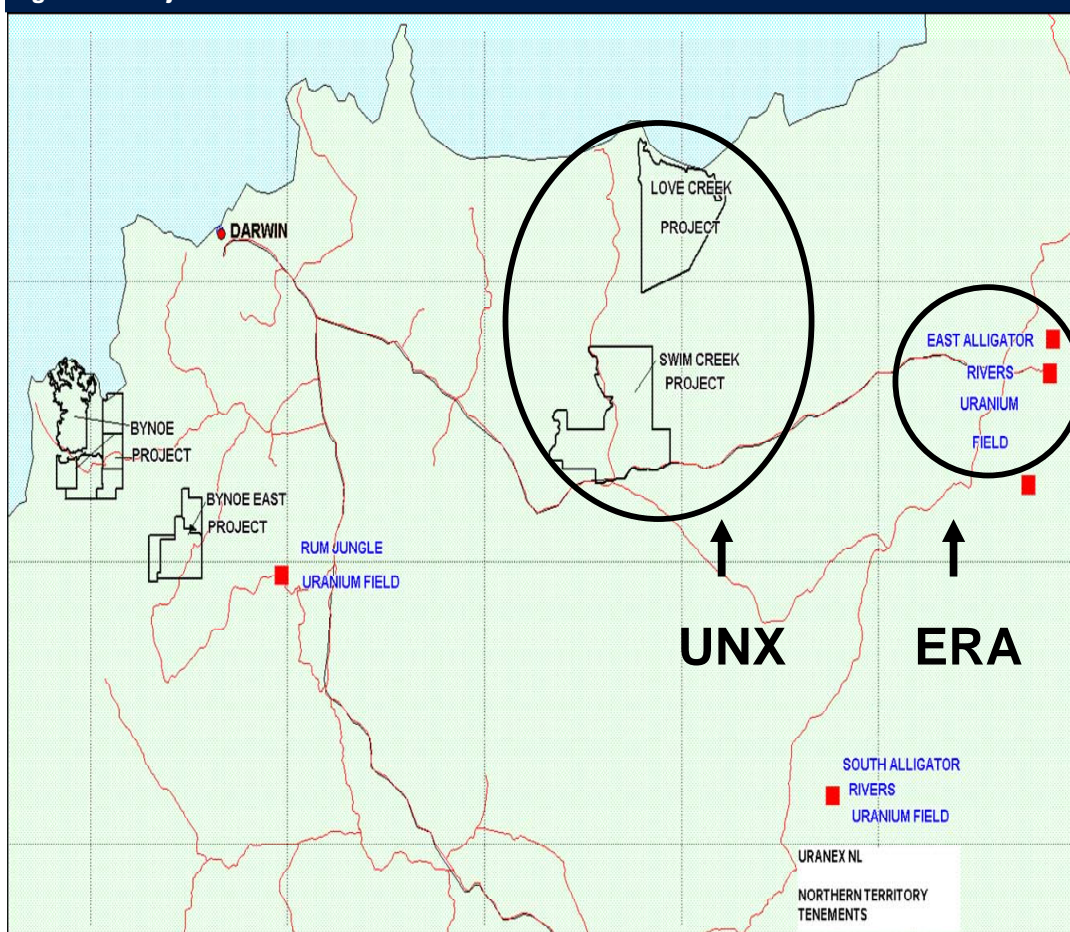 LOVE CREEK
PROJECT
DARWIN
EAST ALLIGATOR
RIVERS
URANIUM
FIELD
SWIM CREEK
PROJECT
BYNOE
PROJECT
BYNOE EAST
PROJECT
RUM JUNGLE
URANIUM FIELD
UNX
ERA
SOUTH ALLIGATOR
RIVERS
URANIUM FIELD
URANEX NL
NORTHERN TERRITORY
TENEMENTS